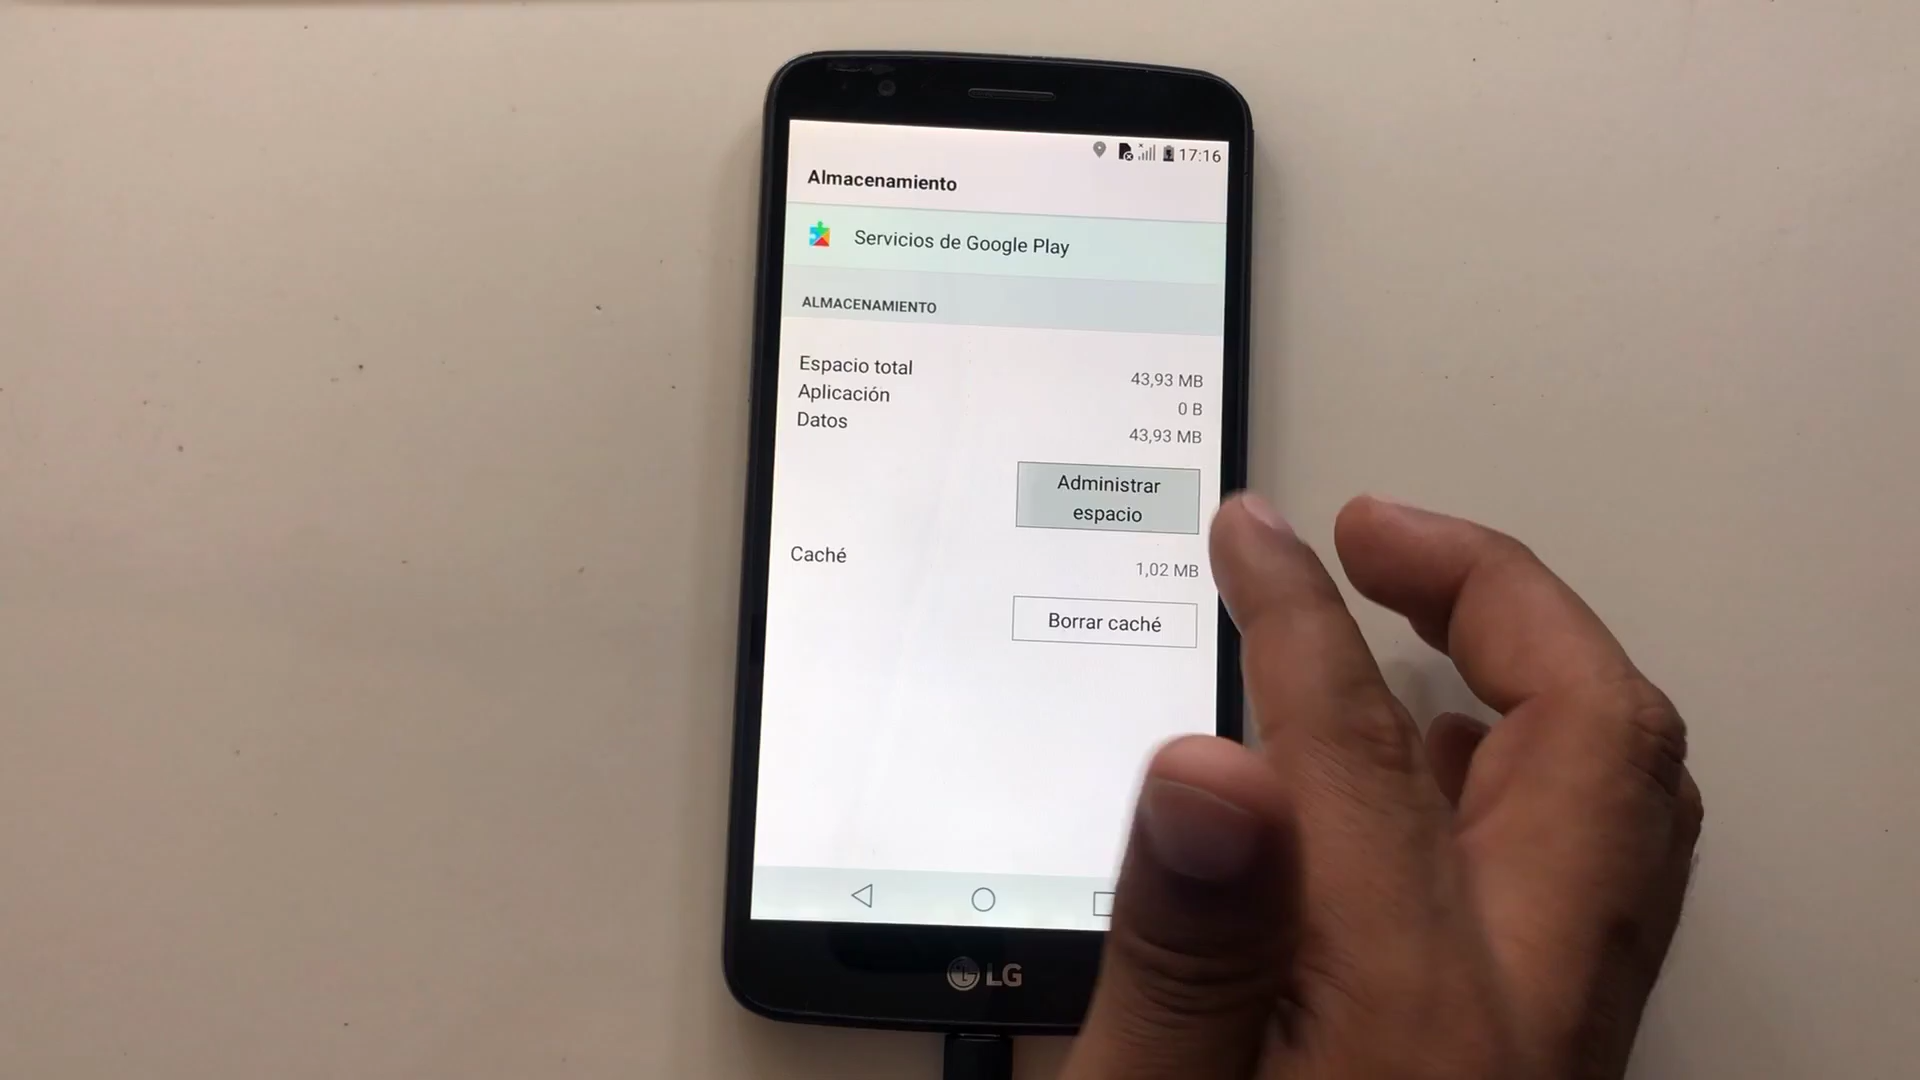 17:16
Almacenamiento
Servicios de Google Play
ALMACENAMIENTO
Espacio total 43,93 MB
Aplicación 0 B
Datos 43,93 MB
Administrar
espacio
Caché 1,02 MB
Borrar caché
LG